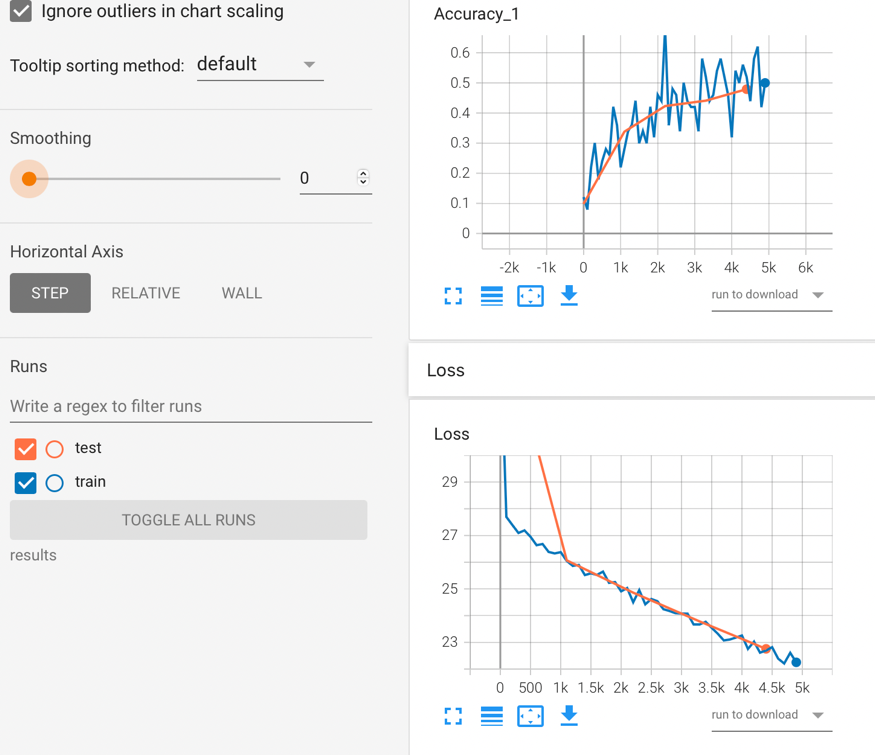 Ignore outliers in chart scaling
Tooltip sorting method: default
Smoothing
0
Horizontal Axis
STEP RELATIVE WALL
Runs
Write a regex to filter runs
test
train
TOGGLE ALL RUNS
results
Accuracy_1
0.6
0.5
0.4
0.3
0.2
0.1
0
-2k -1k 0 1k 2k 3k 4k 5k 6k
run to download
Loss
Loss
29
27
25
23
0 500 1k 1.5k 2k 2.5k 3k 3.5k 4k 4.5k 5k
run to download